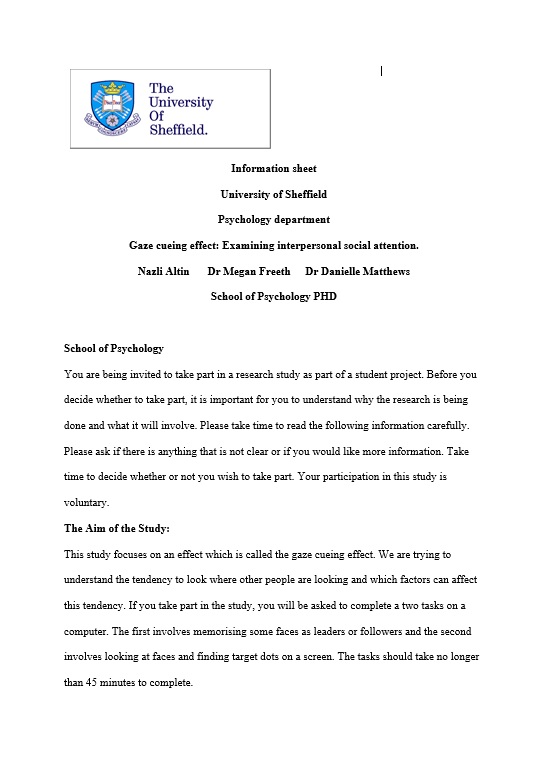 The
University
Of
Sheffield.
Information sheet
University of Sheffield
Psychology department
Gaze cueing effect: Examining interpersonal social attention.
Nazli Altin Dr Megan Freeth Dr Danielle Matthews
School of Psychology PHD
School of Psychology
You are being invited to take part in a research study as part of a student project. Before you
decide whether to take part, it is important for you to understand why the research is being
done and what it will involve. Please take time to read the following information carefully.
Please ask if there is anything that is not clear or if you would like more information. Take
time to decide whether or not you wish to take part. Your participation in this study is
voluntary.
The Aim of the Study:
This study focuses on an effect which is called the gaze cueing effect. We are trying to
understand the tendency to look where other people are looking and which factors can affect
this tendency. If you take part in the study, you will be asked to complete a two tasks on a
computer. The first involves memorising some faces as leaders or followers and the second
involves looking at faces and finding target dots on a screen. The tasks should take no longer
than 45 minutes to complete.